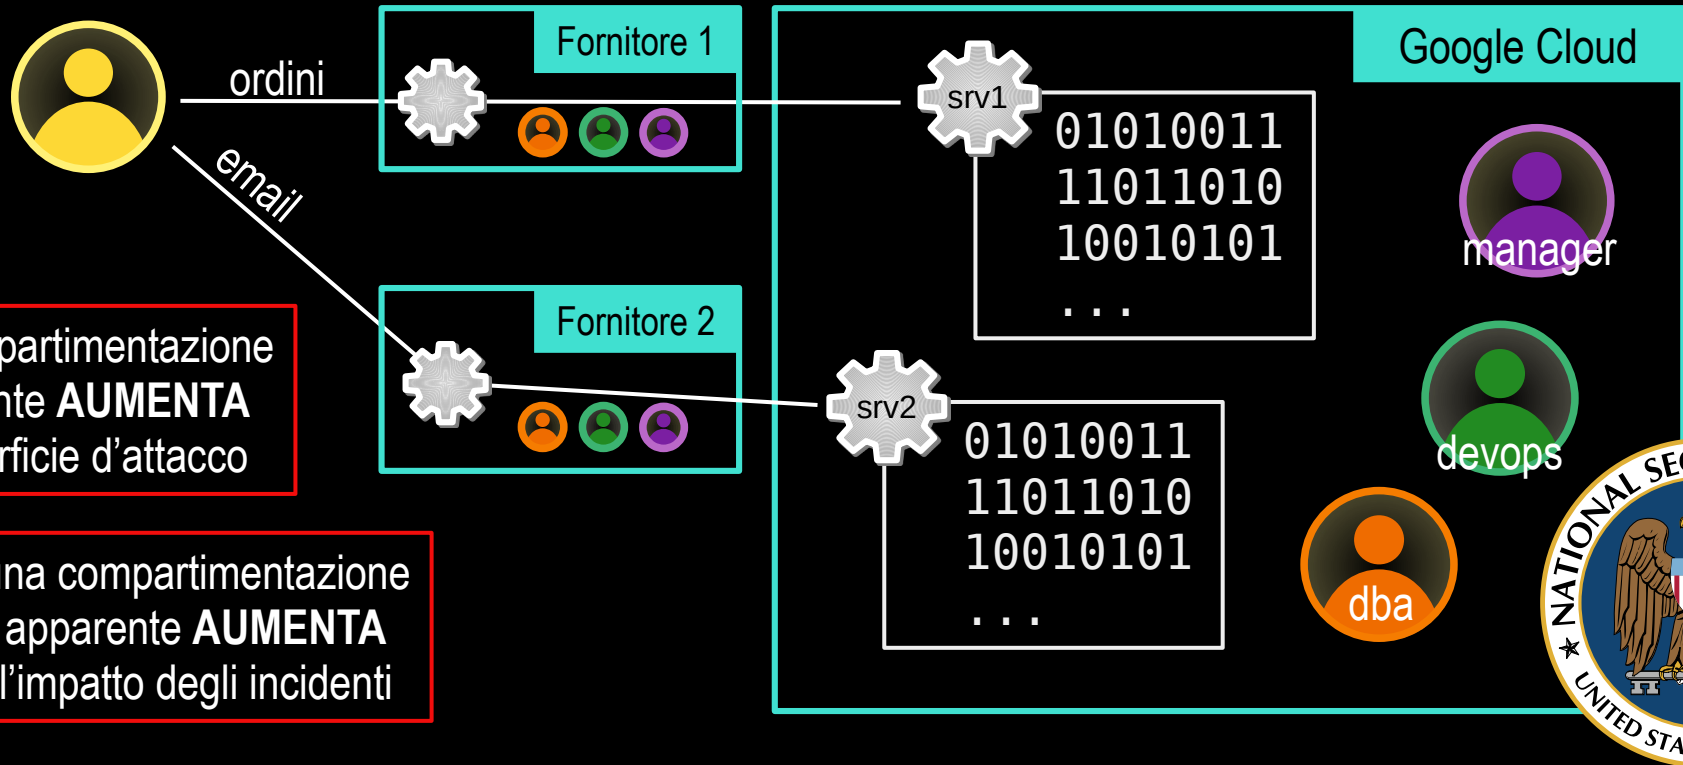 Fornitore 1
Google Cloud
ordini
srv1
01010011
11011010
10010101
...
manager
email
Fornitore 2
partimentazione
nte AUMENTA
rficie d'attacco
srv2
01010011
11011010
10010101
...
devops
dba
una compartimentazione
apparente AUMENTA
l'impatto degli incidenti
NATIONAL SEC
UNITED STA